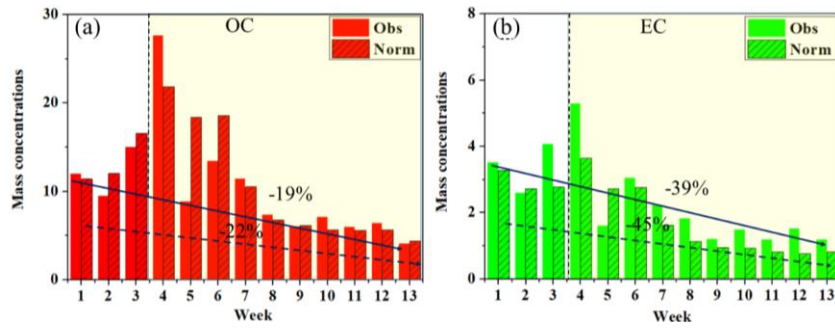 (a)
OC
Obs
Norm
30
20
10
0
Mass concentrations
-19%
-22%
1 2 3 4 5 6 7 8 9 10 11 12 13
Week
(b)
EC
Obs
Norm
8
6
4
2
0
Mass concentrations
-39%
-45%
1 2 3 4 5 6 7 8 9 10 11 12 13
Week